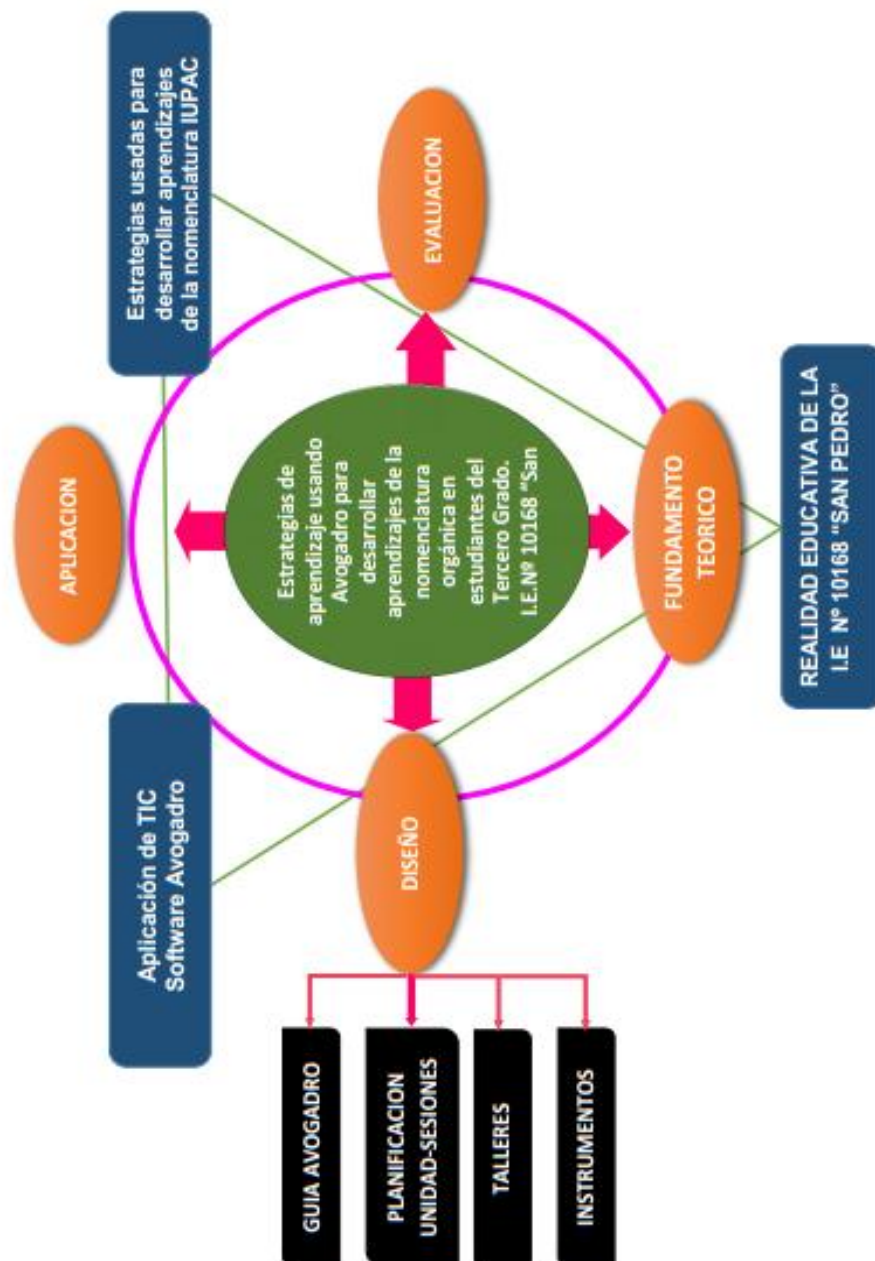 APLICACION
Aplicación de TIC
Software Avogadro
Estrategias usadas para
desarrollar aprendizajes
de la nomenclatura IUPAC
GUIA AVOGADRO
PLANIFICACION
UNIDAD-SESIONES
TALLERES
INSTRUMENTOS
DISEÑO
Estrategias de
aprendizaje usando
Avogadro para
desarrollar
aprendizajes de la
nomenclatura
orgánica en
estudiantes del
Tercero Grado.
I.E.Nº 10168 "San
EVALUACION
FUNDAMENTO
TEORICO
REALIDAD EDUCATIVA DE LA
I.E Nº 10168 "SAN PEDRO"